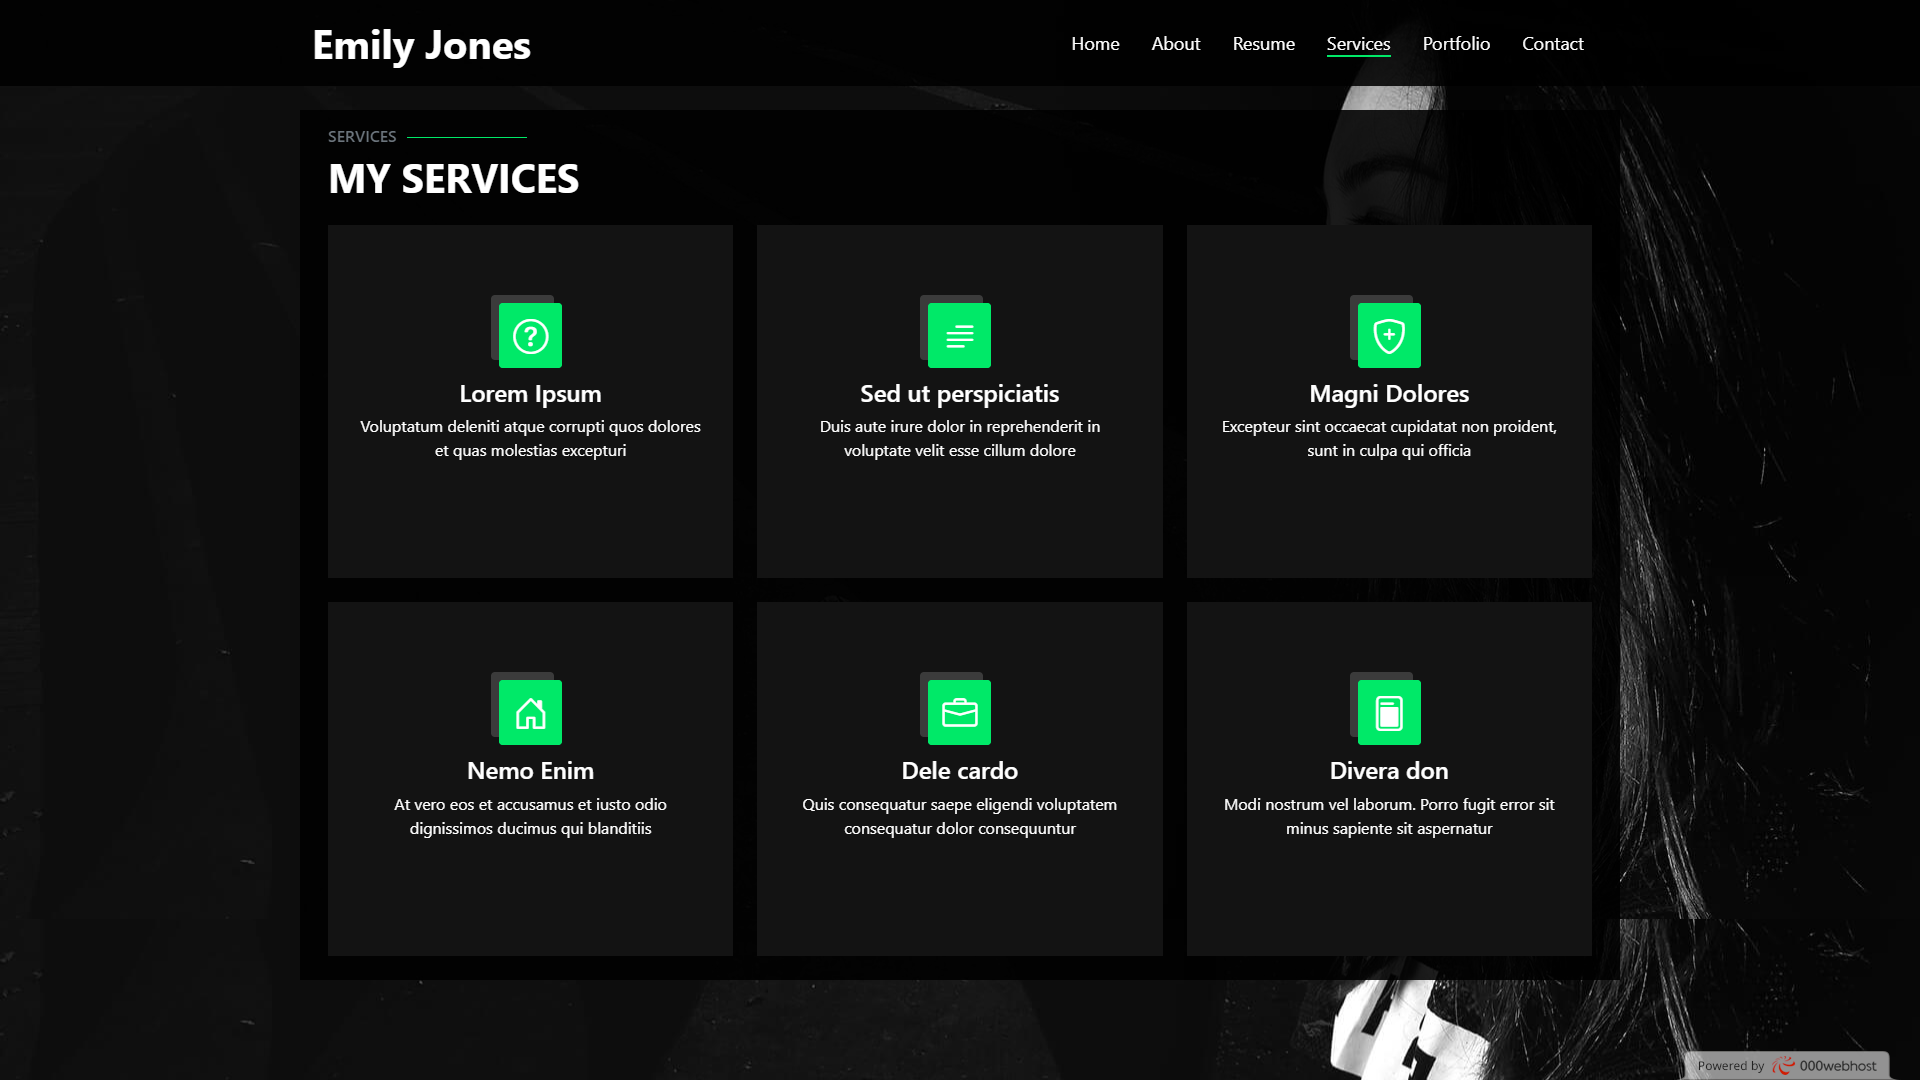 Emily Jones
Home About Resume Services Portfolio Contact
SERVICES
MY SERVICES
Lorem Ipsum
Voluptatum deleniti atque corrupti quos dolores
et quas molestias excepturi
Sed ut perspiciatis
Duis aute irure dolor in reprehenderit in
voluptate velit esse cillum dolore
Magni Dolores
Excepteur sint occaecat cupidatat non proident,
sunt in culpa qui officia
Nemo Enim
At vero eos et accusamus et iusto odio
dignissimos ducimus qui blanditiis
Dele cardo
Quis consequatur saepe eligendi voluptatem
consequatur dolor consequuntur
Divera don
Modi nostrum vel laborum. Porro fugit error sit
minus sapiente sit aspernatur
Powered by 000webhost